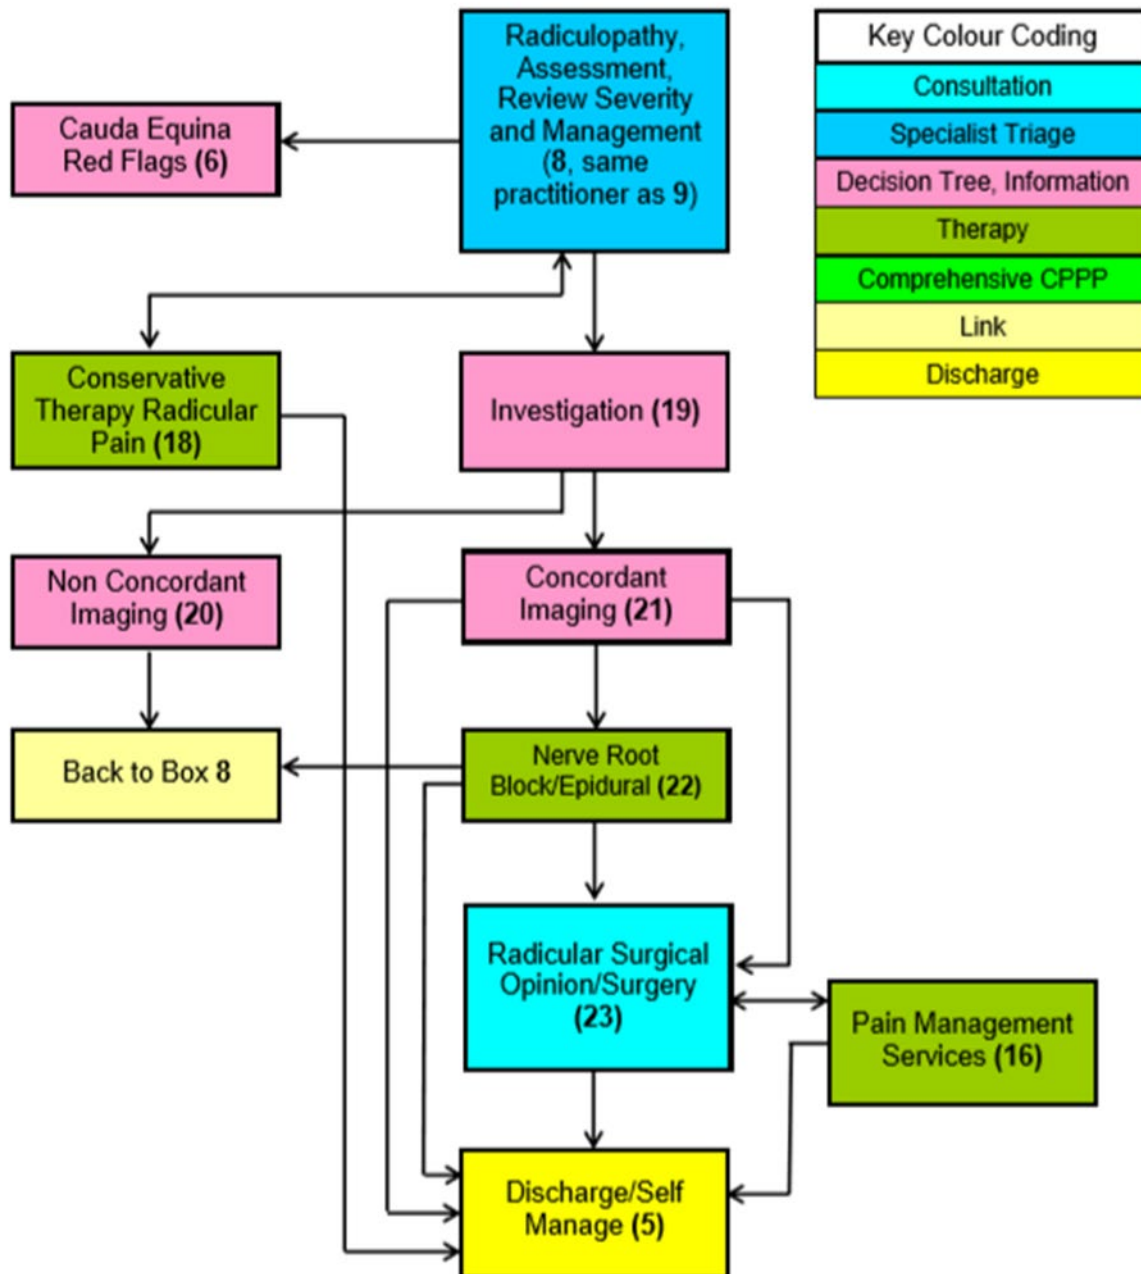 Radiculopathy,
Assessment,
Review Severity
and Management
(8, same
practitioner as 9)
Key Colour Coding
Consultation
Specialist Triage
Decision Tree, Information
Therapy
Comprehensive CPPP
Link
Discharge
Cauda Equina
Red Flags (6)
Conservative
Therapy Radicular
Pain (18)
Investigation (19)
Non Concordant
Imaging (20)
Concordant
Imaging (21)
Back to Box 8
Nerve Root
Block/Epidural (22)
Radicular Surgical
Opinion/Surgery
(23)
Pain Management
Services (16)
Discharge/Self
Manage (5)